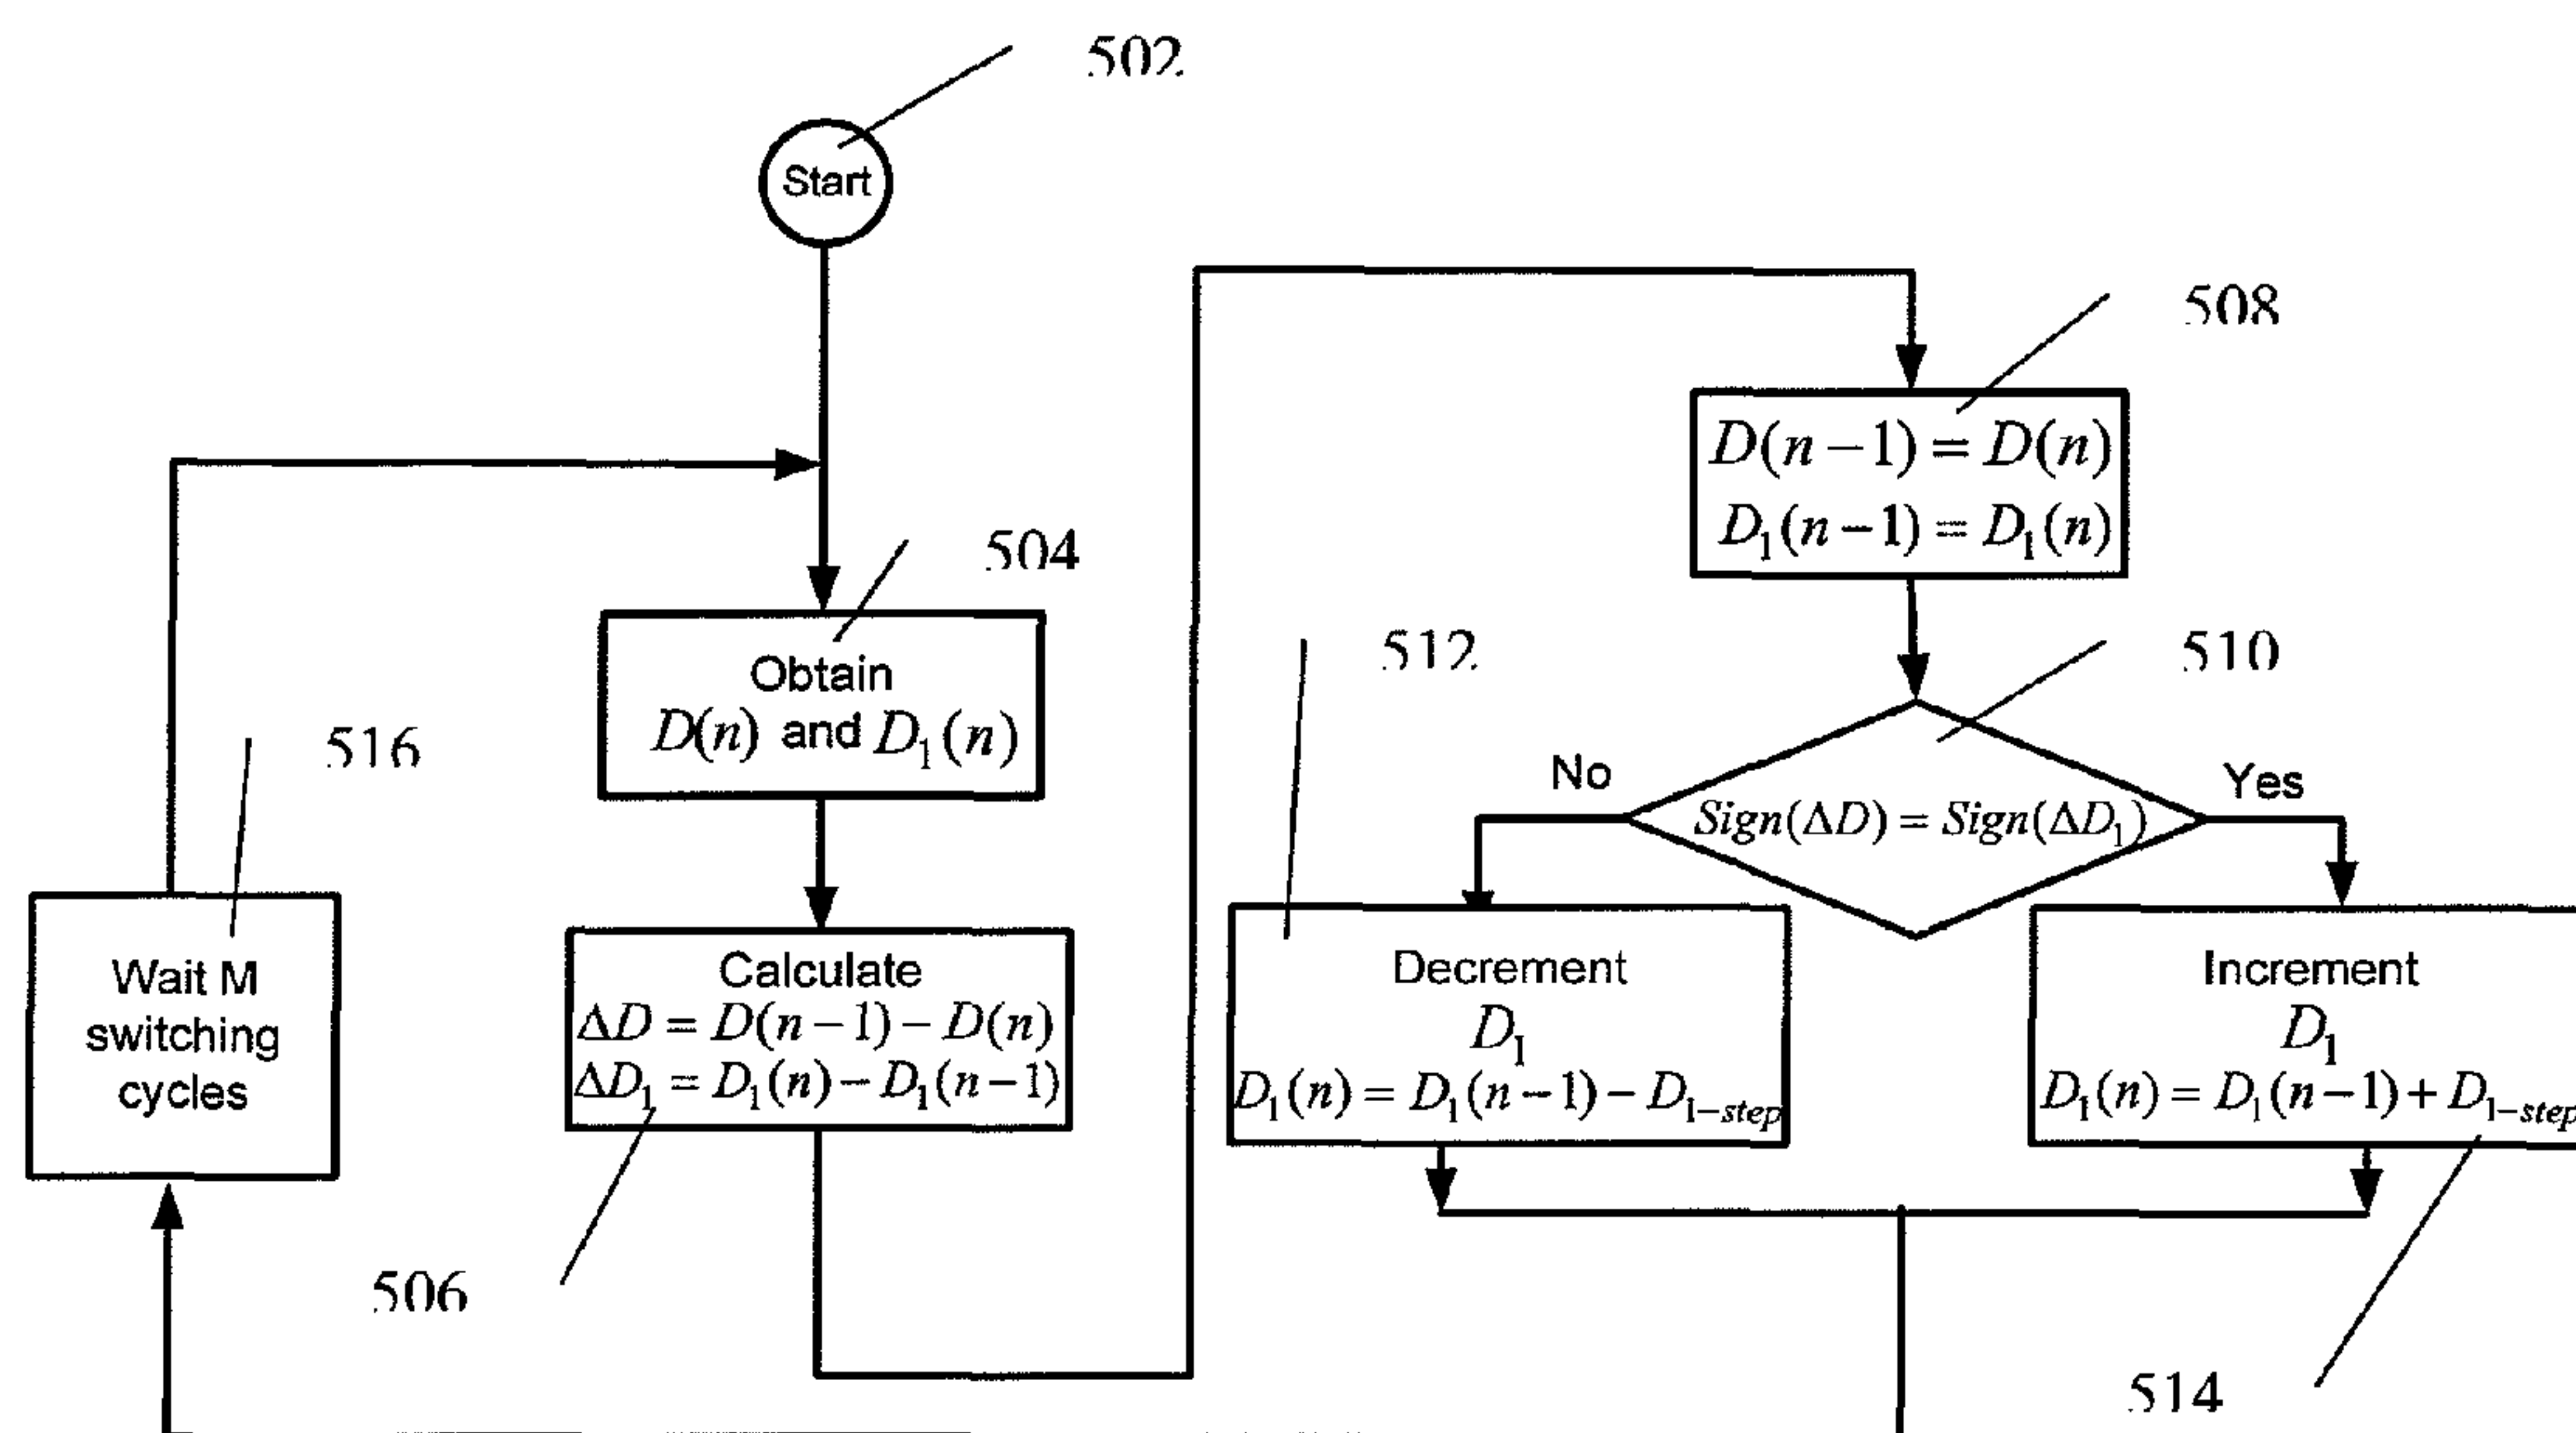 502
Start
508
D(n−1) = D(n)
D₁(n−1) = D₁(n)
504
Obtain
D(n) and D₁(n)
512
510
516
No
Yes
Sign(ΔD) = Sign(ΔD₁)
Wait M
switching
cycles
Calculate
ΔD = D(n−1) − D(n)
ΔD₁ = D₁(n) − D₁(n−1)
Decrement
D₁
D₁(n) = D₁(n−1) − D₁₋step
Increment
D₁
D₁(n) = D₁(n−1) + D₁₋step
506
514